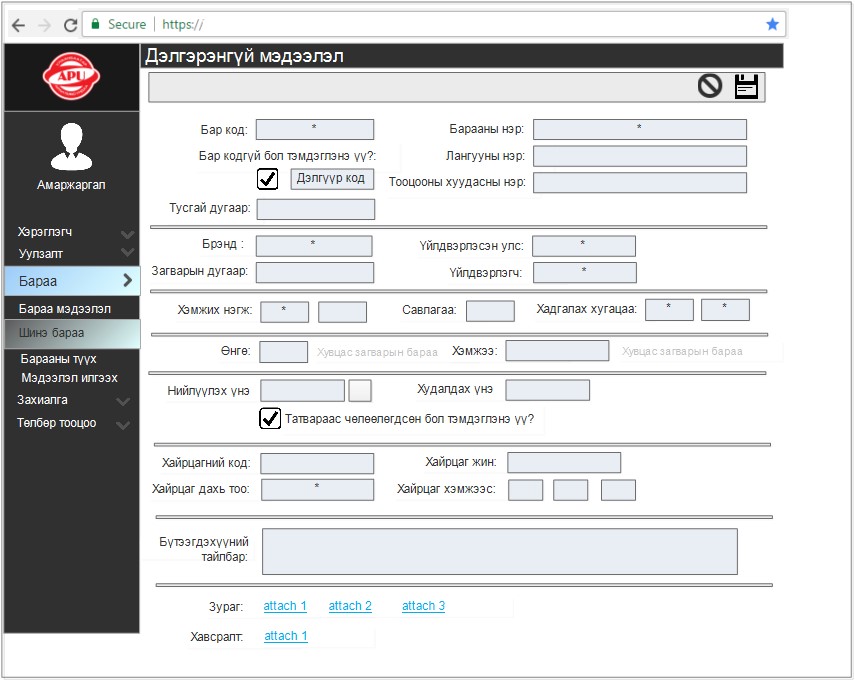 Secure | https://
APU
Дэлгэрэнгүй мэдээлэл
Амаржаргал
Хэрэглэгч
Уулзалт
Бараа
Бараа мэдээлэл
Шинэ бараа
Барааны түүх
Мэдээлэл илгээх
Захиалга
Төлбөр тооцоо
Бар код: *
Барааны нэр: *
Бар кодгүй бол тэмдэглэнэ үү?:
Лангууны нэр:
Дэлгүүр код
Тооцооны хуудасны нэр:
Тусгай дугаар:
Брэнд : *
Үйлдвэрлэсэн улс: *
Загварын дугаар:
Үйлдвэрлэгч: *
Хэмжих нэгж: *
Савлагаа:
Хадгалах хугацаа: * *
Өнгө:
Хувцас загварын бараа
Хэмжээ:
Хувцас загварын бараа
Нийлүүлэх үнэ
Худалдах үнэ
Татвараас чөлөөлөгдсөн бол тэмдэглэнэ үү?
Хайрцагний код:
Хайрцаг жин:
Хайрцаг дахь тоо: *
Хайрцаг хэмжээс:
Бүтээгдэхүүний
тайлбар:
Зураг: attach 1 attach 2 attach 3
Хавсралт: attach 1